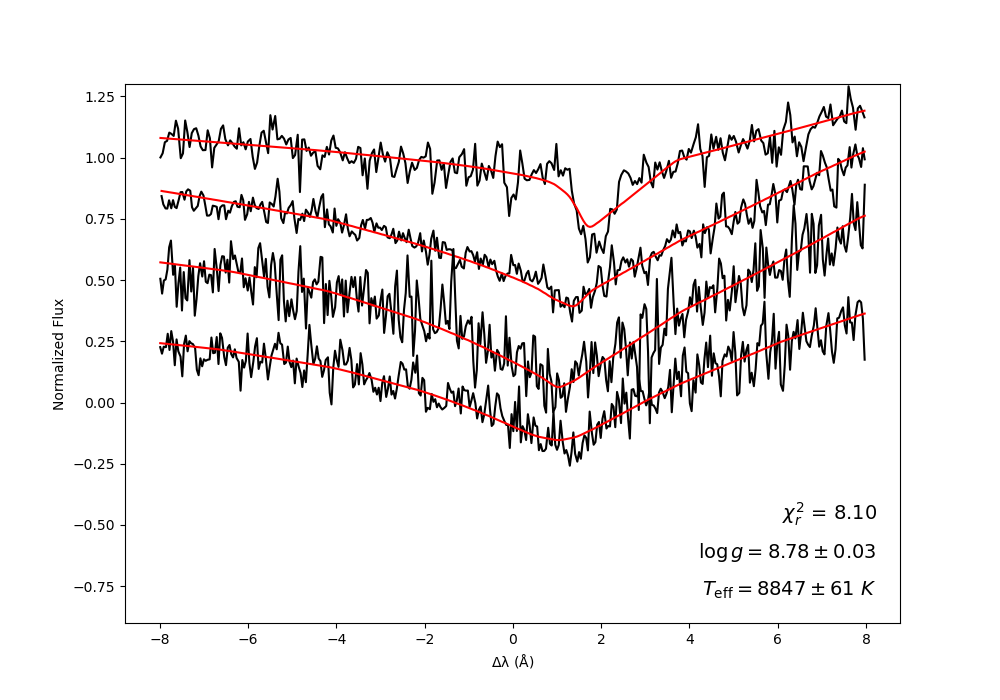 1.25
1.00
0.75
0.50
0.25
0.00
−0.25
−0.50
−0.75
Normalized Flux
χ²ᵣ = 8.10
log g = 8.78 ± 0.03
T_eff = 8847 ± 61 K
−8 −6 −4 −2 0 2 4 6 8
Δλ (Å)